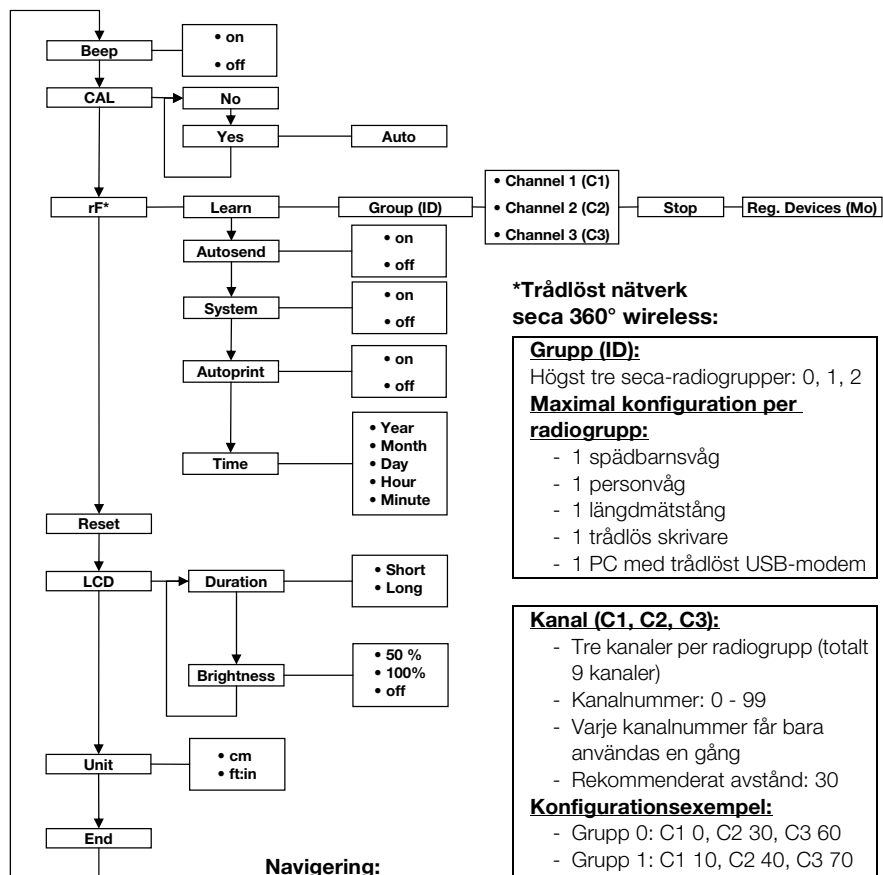 Beep
• on
• off
CAL
No
Yes
Auto
rF*
Learn
Group (ID)
• Channel 1 (C1)
• Channel 2 (C2)
• Channel 3 (C3)
Stop
Reg. Devices (Mo)
Autosend
• on
• off
System
• on
• off
Autoprint
• on
• off
Time
• Year
• Month
• Day
• Hour
• Minute
Reset
LCD
Duration
• Short
• Long
Brightness
• 50 %
• 100%
• off
Unit
• cm
• ft:in
End
Navigering:
*Trådlöst nätverk
seca 360° wireless:
Grupp (ID):
Högst tre seca-radiogrupper: 0, 1, 2
Maximal konfiguration per
radiogrupp:
- 1 spädbarnsvåg
- 1 personvåg
- 1 längdmätstång
- 1 trådlös skrivare
- 1 PC med trådlöst USB-modem
Kanal (C1, C2, C3):
- Tre kanaler per radiogrupp (totalt
9 kanaler)
- Kanalnummer: 0 - 99
- Varje kanalnummer får bara
användas en gång
- Rekommenderat avstånd: 30
Konfigurationsexempel:
- Grupp 0: C1 0, C2 30, C3 60
- Grupp 1: C1 10, C2 40, C3 70